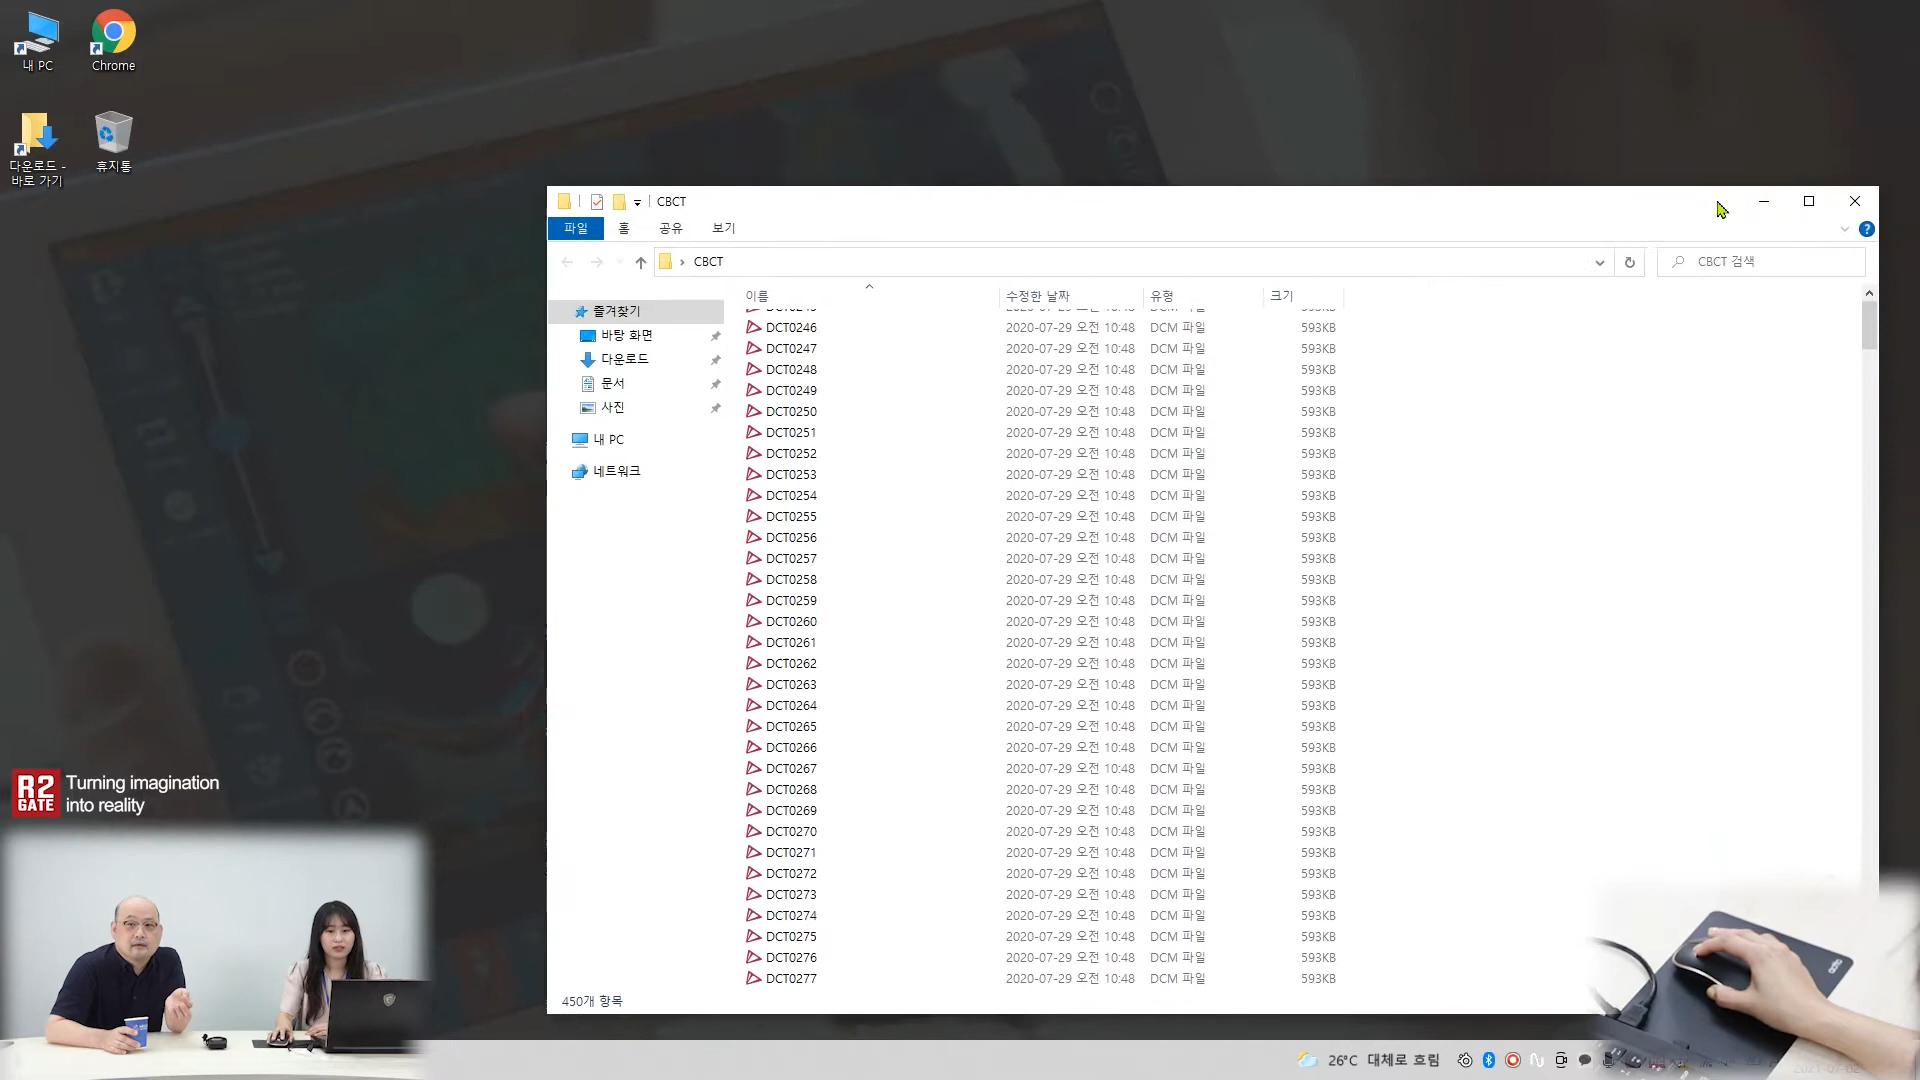 내 PC
Chrome
다운로드 -
바로 가기
휴지통
CBCT
파일
홈
공유
보기
CBCT
CBCT 검색
이름
수정한 날짜
유형
크기
즐겨찾기
바탕 화면
다운로드
문서
사진
내 PC
네트워크
DCT0246 2020-07-29 오전 10:48 DCM 파일 593KB
DCT0247 2020-07-29 오전 10:48 DCM 파일 593KB
DCT0248 2020-07-29 오전 10:48 DCM 파일 593KB
DCT0249 2020-07-29 오전 10:48 DCM 파일 593KB
DCT0250 2020-07-29 오전 10:48 DCM 파일 593KB
DCT0251 2020-07-29 오전 10:48 DCM 파일 593KB
DCT0252 2020-07-29 오전 10:48 DCM 파일 593KB
DCT0253 2020-07-29 오전 10:48 DCM 파일 593KB
DCT0254 2020-07-29 오전 10:48 DCM 파일 593KB
DCT0255 2020-07-29 오전 10:48 DCM 파일 593KB
DCT0256 2020-07-29 오전 10:48 DCM 파일 593KB
DCT0257 2020-07-29 오전 10:48 DCM 파일 593KB
DCT0258 2020-07-29 오전 10:48 DCM 파일 593KB
DCT0259 2020-07-29 오전 10:48 DCM 파일 593KB
DCT0260 2020-07-29 오전 10:48 DCM 파일 593KB
DCT0261 2020-07-29 오전 10:48 DCM 파일 593KB
DCT0262 2020-07-29 오전 10:48 DCM 파일 593KB
DCT0263 2020-07-29 오전 10:48 DCM 파일 593KB
DCT0264 2020-07-29 오전 10:48 DCM 파일 593KB
DCT0265 2020-07-29 오전 10:48 DCM 파일 593KB
DCT0266 2020-07-29 오전 10:48 DCM 파일 593KB
DCT0267 2020-07-29 오전 10:48 DCM 파일 593KB
DCT0268 2020-07-29 오전 10:48 DCM 파일 593KB
DCT0269 2020-07-29 오전 10:48 DCM 파일 593KB
DCT0270 2020-07-29 오전 10:48 DCM 파일 593KB
DCT0271 2020-07-29 오전 10:48 DCM 파일 593KB
DCT0272 2020-07-29 오전 10:48 DCM 파일 593KB
DCT0273 2020-07-29 오전 10:48 DCM 파일 593KB
DCT0274 2020-07-29 오전 10:48 DCM 파일 593KB
DCT0275 2020-07-29 오전 10:48 DCM 파일 593KB
DCT0276 2020-07-29 오전 10:48 DCM 파일 593KB
DCT0277 2020-07-29 오전 10:48 DCM 파일 593KB
450개 항목
R2
GATE
Turning imagination
into reality
26°C 대체로 흐림